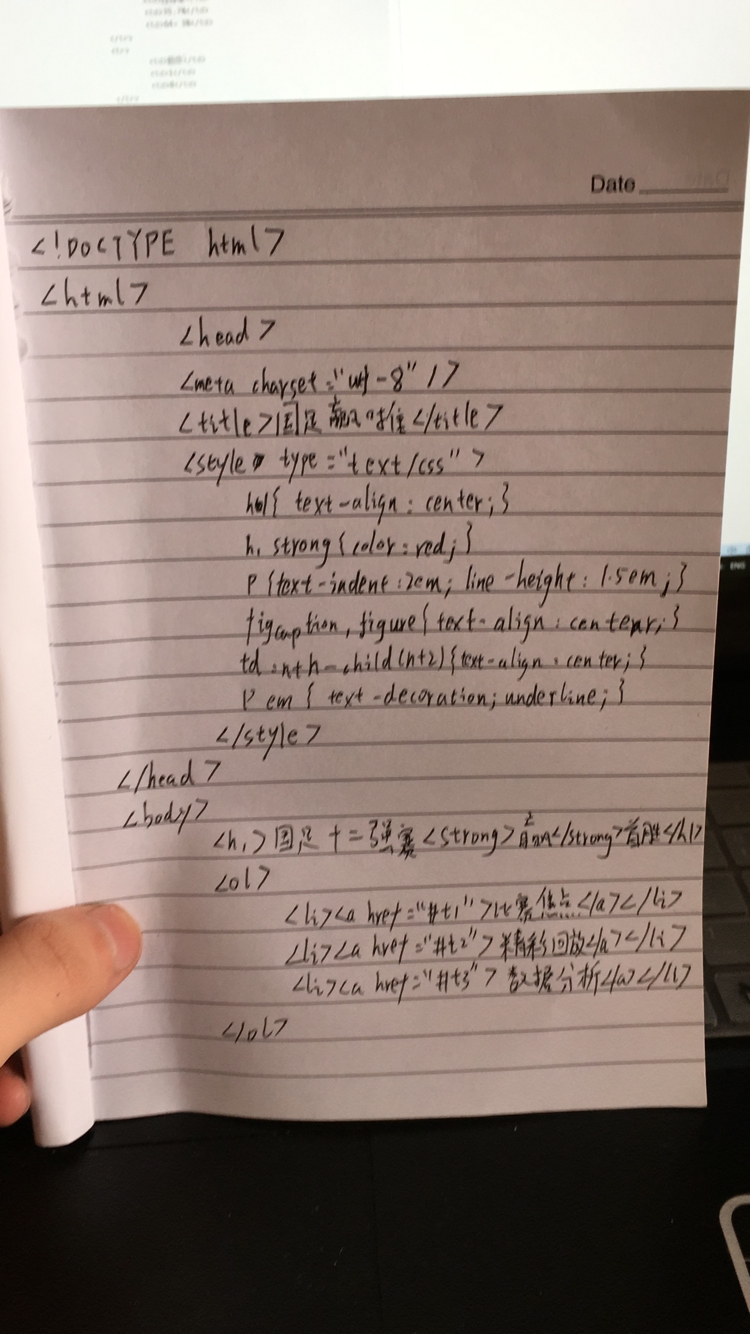 Date
<!DOCTYPE html>
<html>
<head>
<meta charset="utf-8" />
<title>国足 </title>
<style type="text/css">
h1{ text-align: center;}
h1 strong{color:red;}
p{text-indent:2em; line-height: 1.5em;}
figcaption, figure{ text-align: center;}
td:nth-child(n+2){text-align: center;}
p em { text-decoration; underline;}
</style>
</head>
<body>
<h1>国足十二强赛<strong></strong>首胜</h1>
<ol>
<li><a href="#t1">比赛焦点</a></li>
<li><a href="#t2">精彩回放</a></li>
<li><a href="#t3">数据分析</a></li>
</ol>